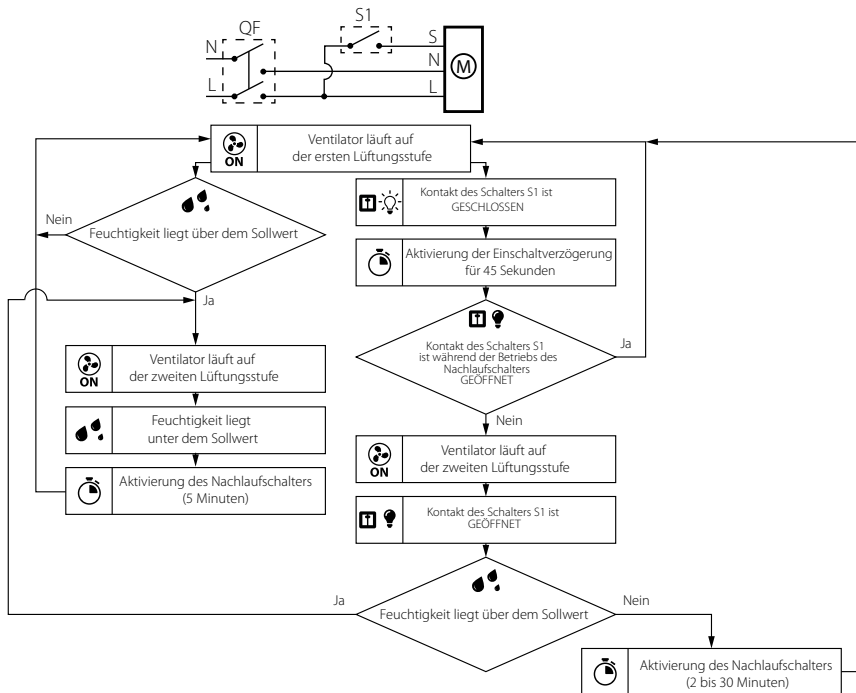 QF
S1
N
L
S
N
L
M
ON
Ventilator läuft auf
der ersten Lüftungsstufe
Feuchtigkeit liegt über dem Sollwert
Nein
Ja
ON
Ventilator läuft auf
der zweiten Lüftungsstufe
Feuchtigkeit liegt
unter dem Sollwert
Aktivierung des Nachlaufschalters
(5 Minuten)
Kontakt des Schalters S1 ist
GESCHLOSSEN
Aktivierung der Einschaltverzögerung
für 45 Sekunden
Kontakt des Schalters S1
ist während der Betriebs des
Nachlaufschalters
GEÖFFNET
Ja
Nein
ON
Ventilator läuft auf
der zweiten Lüftungsstufe
Kontakt des Schalters S1 ist
GEÖFFNET
Ja
Feuchtigkeit liegt über dem Sollwert
Nein
Aktivierung des Nachlaufschalters
(2 bis 30 Minuten)